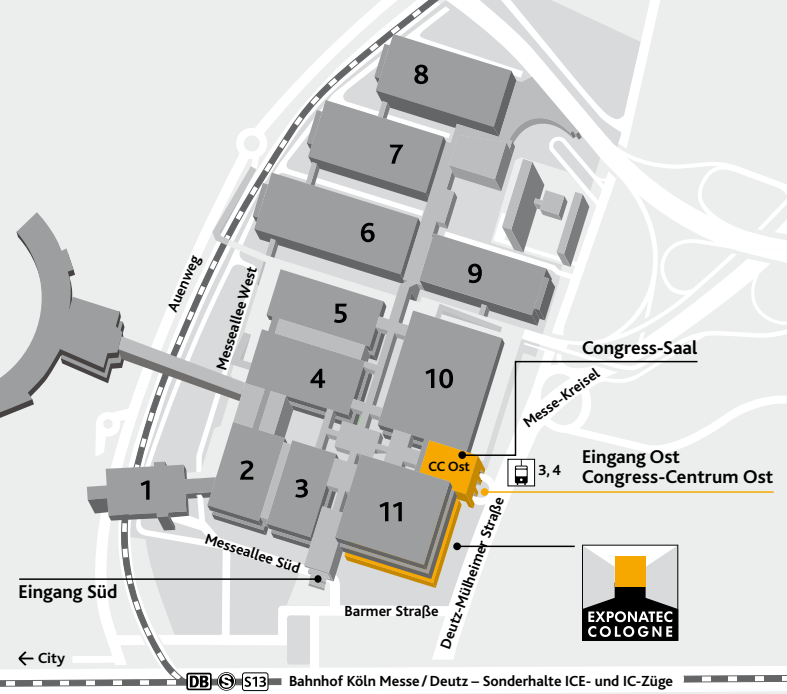 8
7
6
9
Auenweg
Messeallee West
5
Congress-Saal
4
10
Messe-Kreisel
Eingang Ost
Congress-Centrum Ost
3, 4
CC Ost
2
1
3
11
Messeallee Süd
Deutz-Mülheimer Straße
Eingang Süd
Barmer Straße
EXPONATEC
COLOGNE
← City
DB S S13 Bahnhof Köln Messe / Deutz – Sonderhalte ICE- und IC-Züge